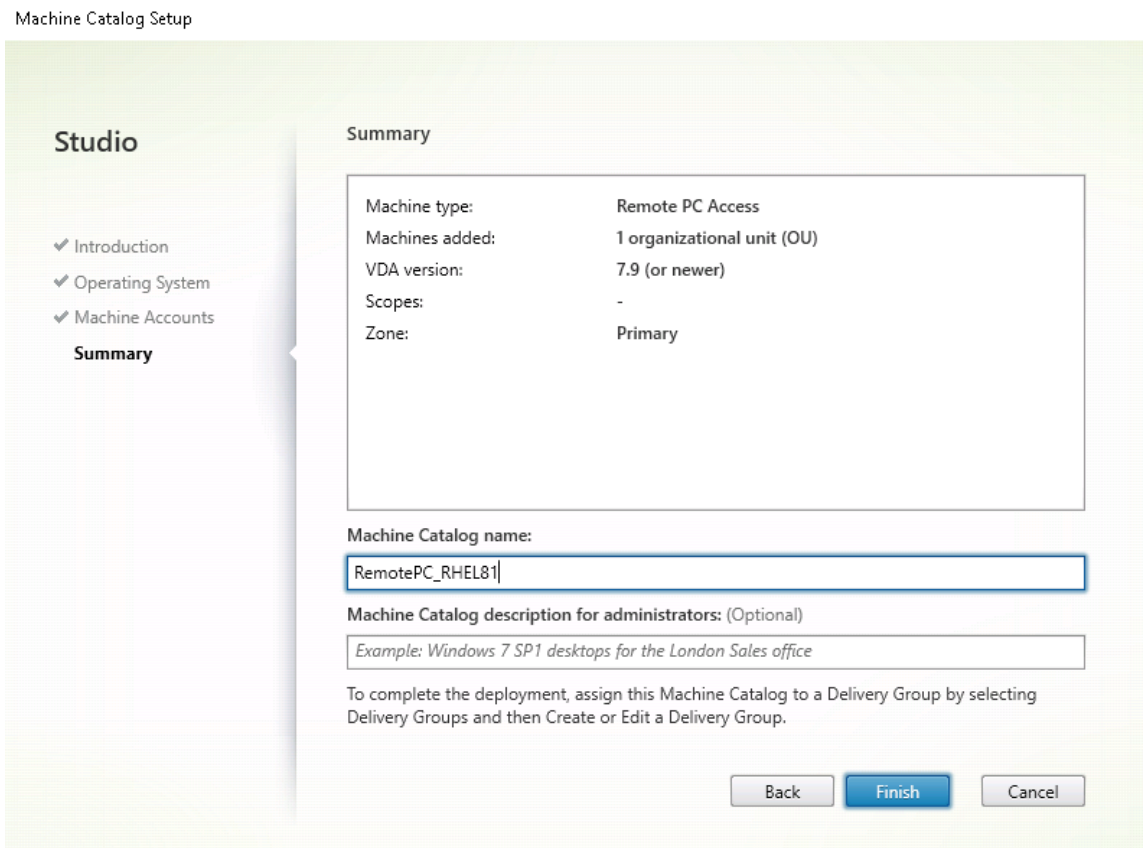 Machine Catalog Setup
Studio
Introduction
Operating System
Machine Accounts
Summary
Summary
Machine type: Remote PC Access
Machines added: 1 organizational unit (OU)
VDA version: 7.9 (or newer)
Scopes: -
Zone: Primary
Machine Catalog name:
RemotePC_RHEL81
Machine Catalog description for administrators: (Optional)
Example: Windows 7 SP1 desktops for the London Sales office
To complete the deployment, assign this Machine Catalog to a Delivery Group by selecting
Delivery Groups and then Create or Edit a Delivery Group.
Back Finish Cancel